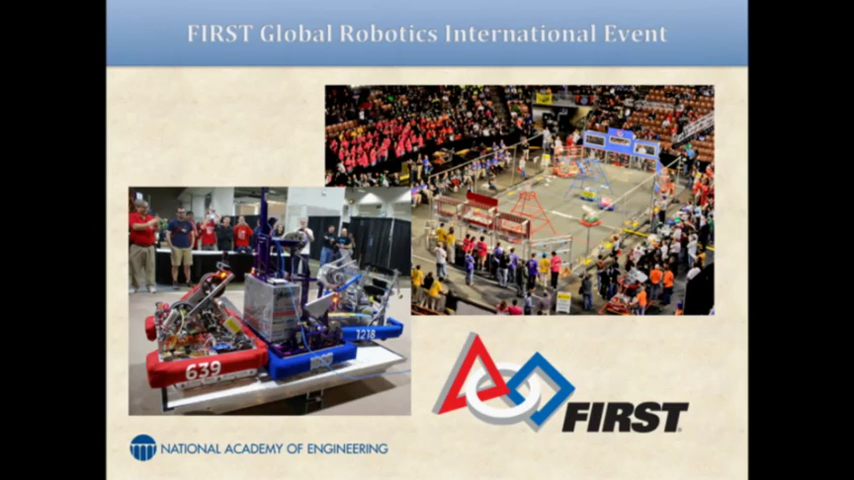 FIRST Global Robotics International Event
639
1218
FIRST
NATIONAL ACADEMY OF ENGINEERING